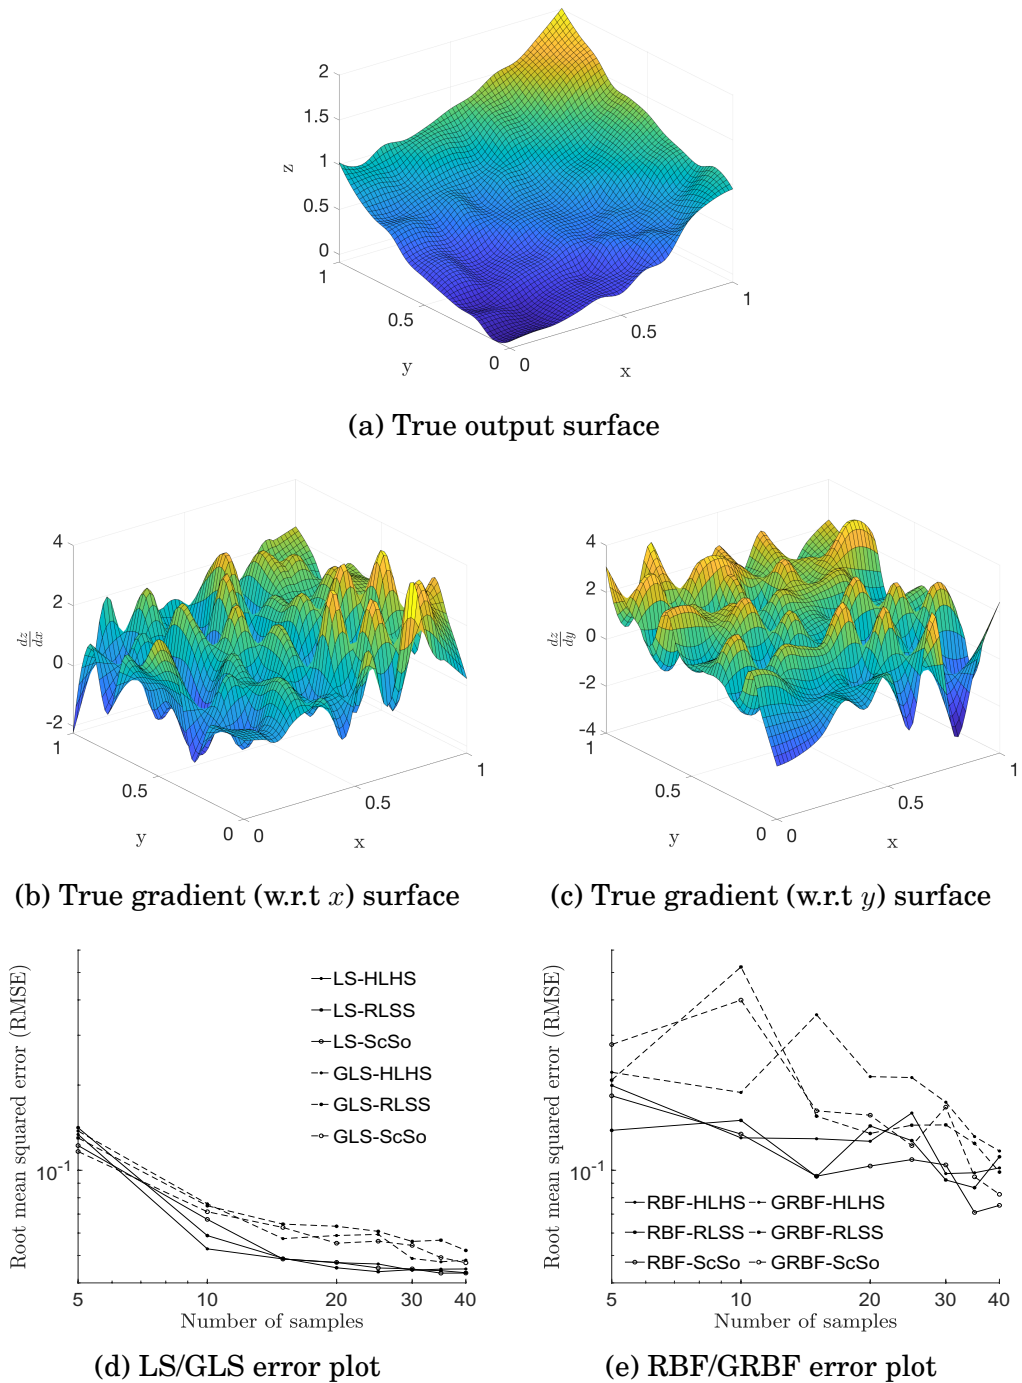 2
1.5
1
0.5
0
z
1
0.5
0
y
0
0.5
1
x
(a) True output surface
4
2
0
-2
dz
dx
1
0.5
0
y
0
0.5
1
x
(b) True gradient (w.r.t x) surface
4
2
0
-2
-4
dz
dy
1
0.5
0
y
0
0.5
1
x
(c) True gradient (w.r.t y) surface
Root mean squared error (RMSE)
10-1
LS-HLHS
LS-RLSS
LS-ScSo
GLS-HLHS
GLS-RLSS
GLS-ScSo
5 10 20 30 40
Number of samples
(d) LS/GLS error plot
Root mean squared error (RMSE)
10-1
RBF-HLHS GRBF-HLHS
RBF-RLSS GRBF-RLSS
RBF-ScSo GRBF-ScSo
5 10 20 30 40
Number of samples
(e) RBF/GRBF error plot